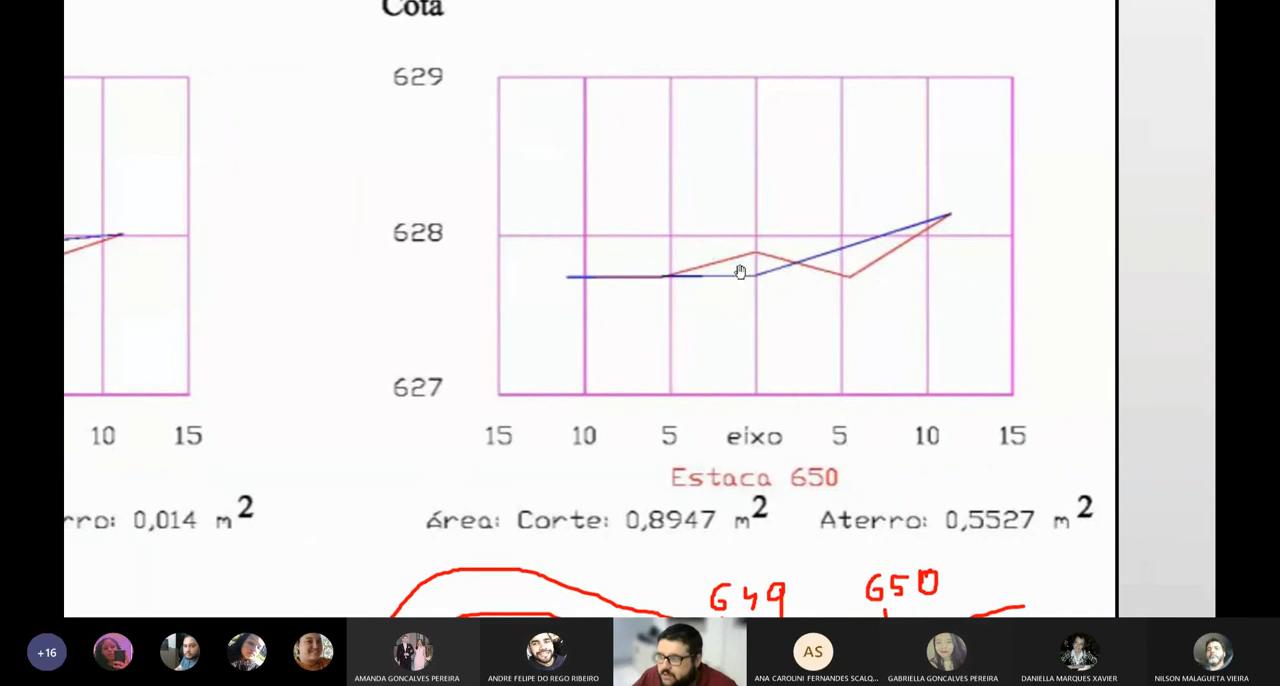 Cota
629
628
627
10 15
15 10 5 eixo 5 10 15
Estaca 650
rro: 0,014 m2
área: Corte: 0,8947 m2 Aterro: 0,5527 m2
649 650
+16
AMANDA GONCALVES PEREIRA
ANDRE FELIPE DO REGO RIBEIRO
AS
ANA CAROLINI FERNANDES SCALQ...
GABRIELLA GONCALVES PEREIRA
DANIELLA MARQUES XAVIER
NILSON MALAGUETA VIEIRA